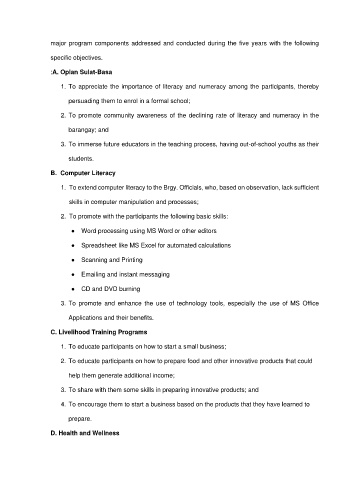 major program components addressed and conducted during the five years with the following
specific objectives.
:A. Oplan Sulat-Basa
1. To appreciate the importance of literacy and numeracy among the participants, thereby
persuading them to enrol in a formal school;
2. To promote community awareness of the declining rate of literacy and numeracy in the
barangay; and
3. To immerse future educators in the teaching process, having out-of-school youths as their
students.
B. Computer Literacy
1. To extend computer literacy to the Brgy. Officials, who, based on observation, lack sufficient
skills in computer manipulation and processes;
2. To promote with the participants the following basic skills:
• Word processing using MS Word or other editors
• Spreadsheet like MS Excel for automated calculations
• Scanning and Printing
• Emailing and instant messaging
• CD and DVD burning
3. To promote and enhance the use of technology tools, especially the use of MS Office
Applications and their benefits.
C. Livelihood Training Programs
1. To educate participants on how to start a small business;
2. To educate participants on how to prepare food and other innovative products that could
help them generate additional income;
3. To share with them some skills in preparing innovative products; and
4. To encourage them to start a business based on the products that they have learned to
prepare.
D. Health and Wellness